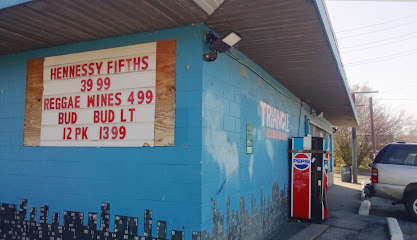 HENNESSY FIFTHS
39 99
REGGAE WINES 4 99
BUD BUD LT
12 PK 13 99
TRIANGLE
PEPSI